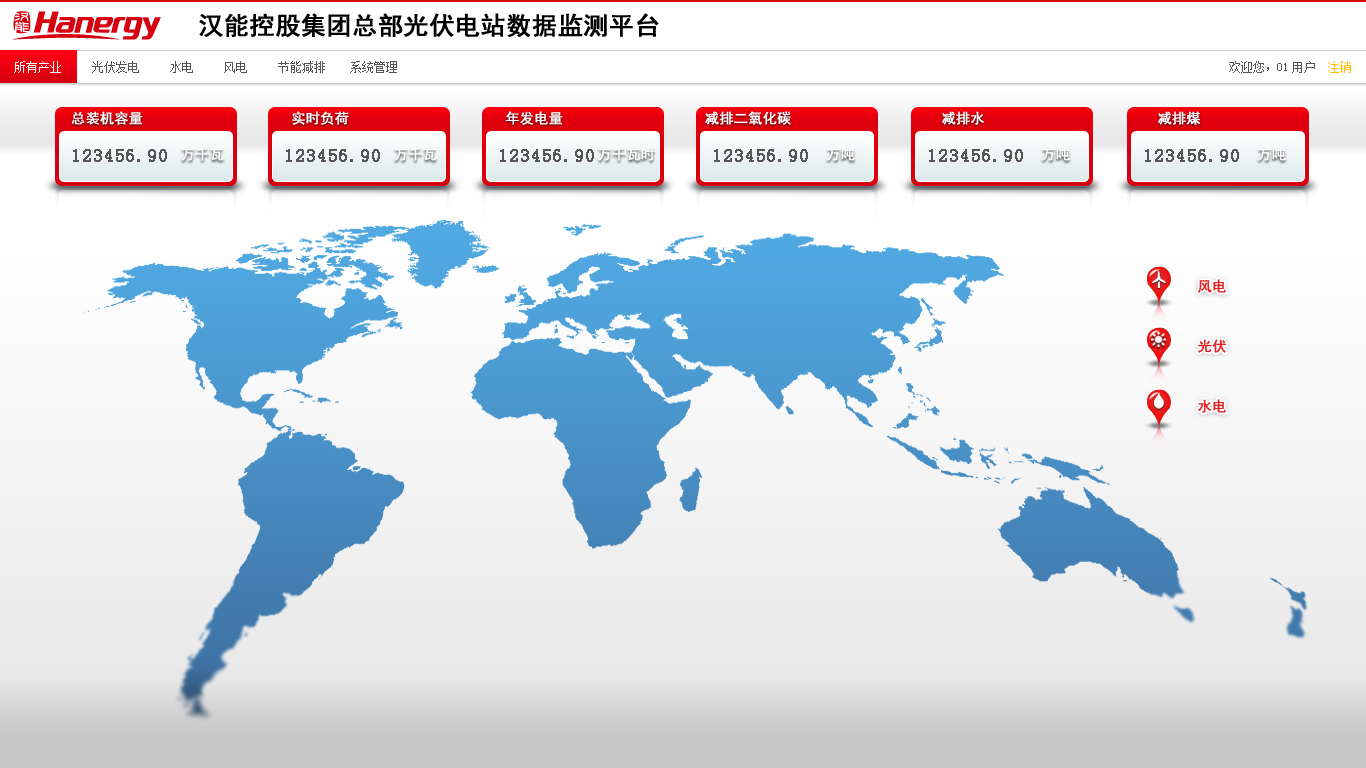 汉能 Hanergy 汉能控股集团总部光伏电站数据监测平台
所有产业 光伏发电 水电 风电 节能减排 系统管理 欢迎您，01 用户 注销
总装机容量 实时负荷 年发电量 减排二氧化碳 减排水 减排煤
123456.90 万千瓦 123456.90 万千瓦 123456.90 万千瓦时 123456.90 万吨 123456.90 万吨 123456.90 万吨
风电
光伏
水电